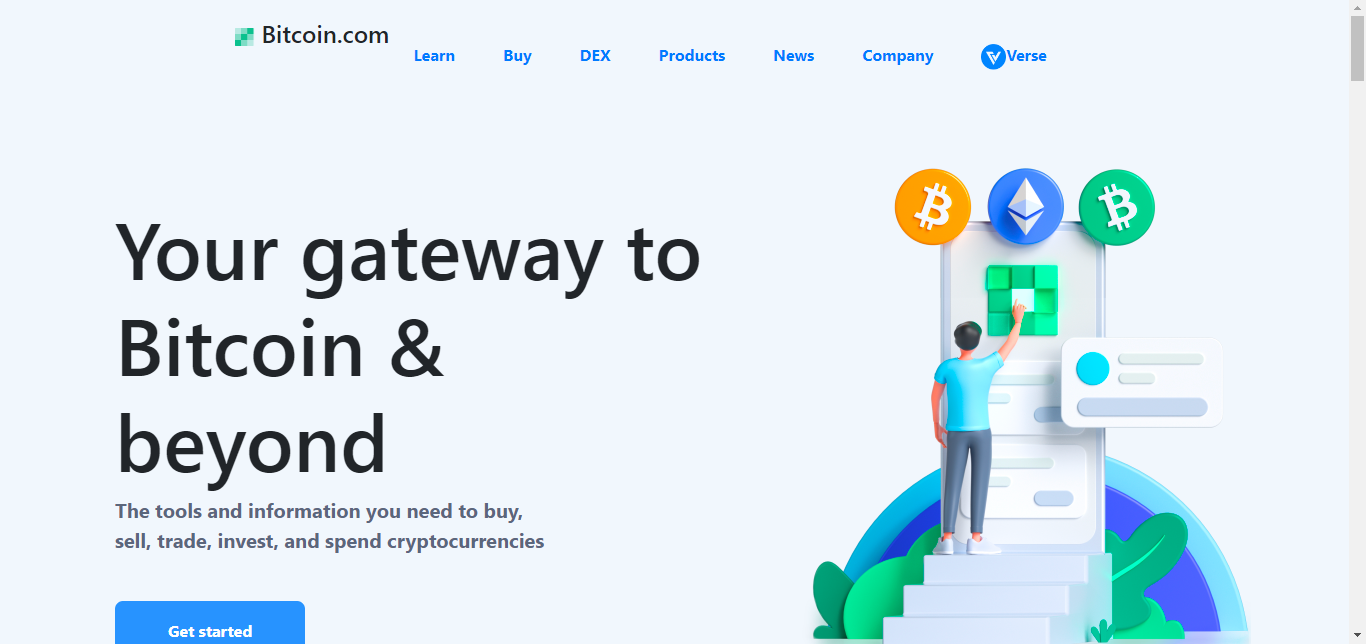 Bitcoin.com
Learn Buy DEX Products News Company Verse
Your gateway to
Bitcoin &
beyond
The tools and information you need to buy,
sell, trade, invest, and spend cryptocurrencies
Get started